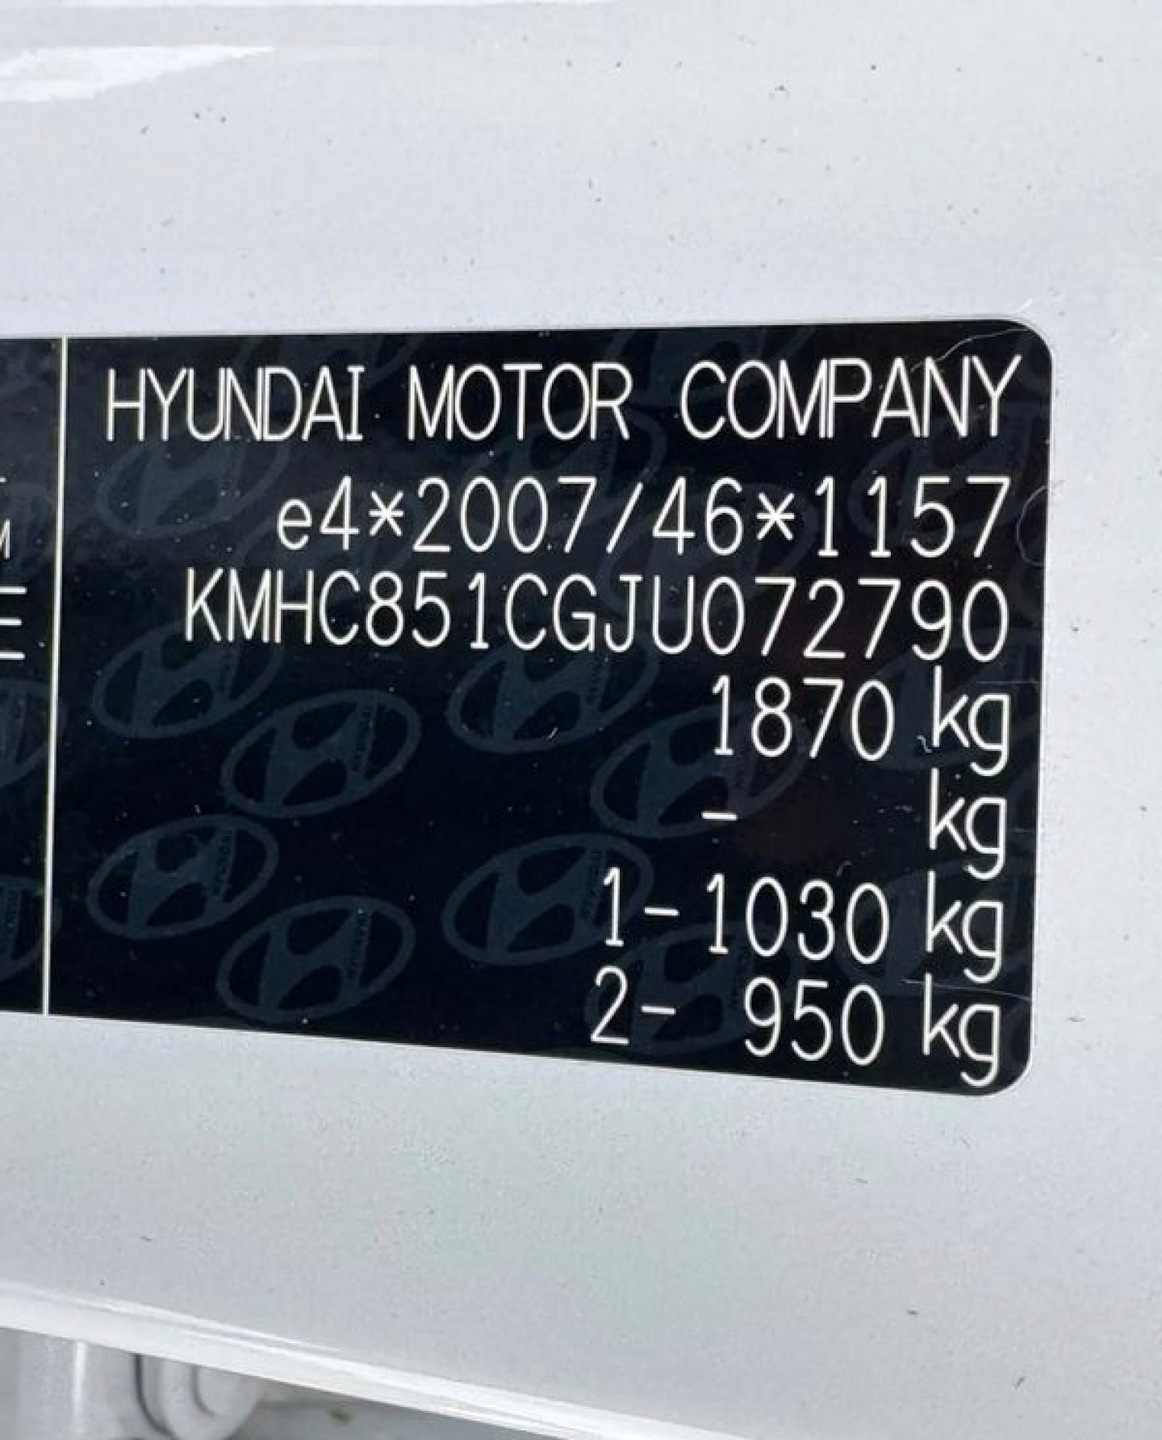 HYUNDAI MOTOR COMPANY
e4*2007/46*1157
KMHC851CGJU072790
1870 kg
- kg
1- 1030 kg
2- 950 kg
M
E